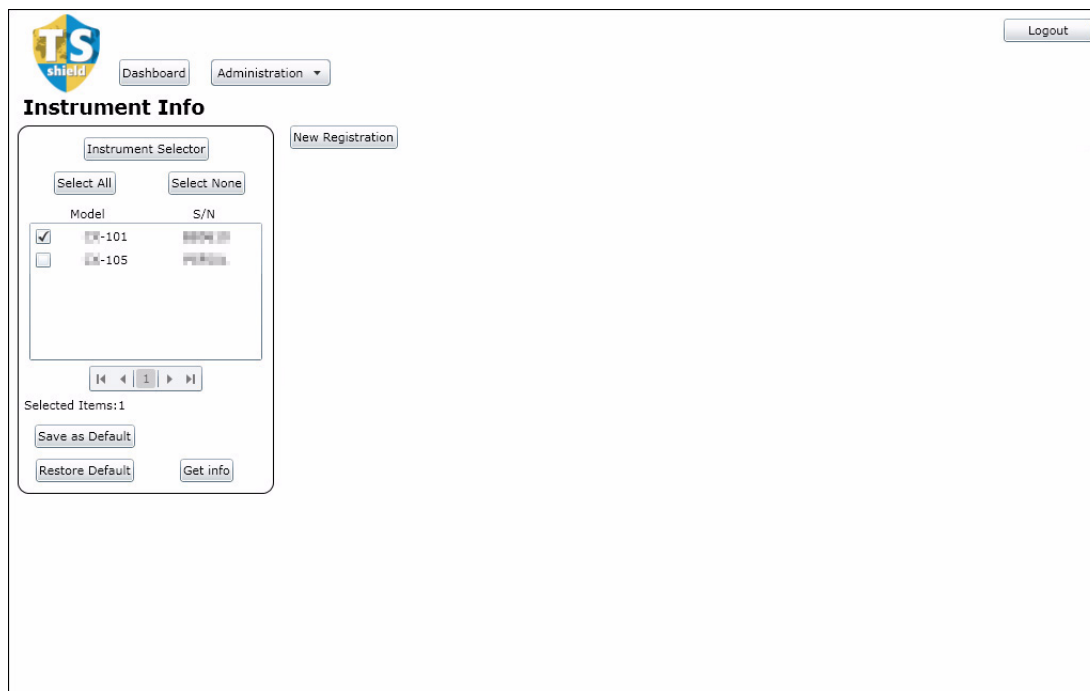 TS
shield
Logout
Dashboard
Administration
Instrument Info
New Registration
Instrument Selector
Select All Select None
Model S/N
-101
-105
1
Selected Items:1
Save as Default
Restore Default Get info